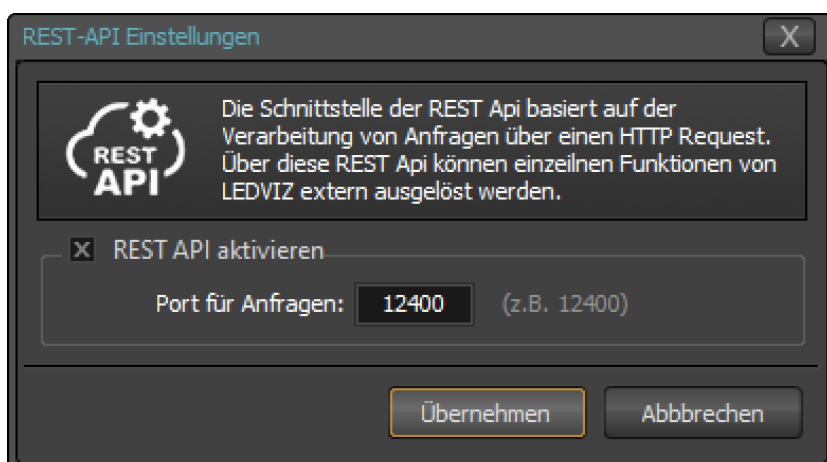 REST-API Einstellungen
X
REST
API
Die Schnittstelle der REST Api basiert auf der
Verarbeitung von Anfragen über einen HTTP Request.
Über diese REST Api können einzeilnen Funktionen von
LEDVIZ extern ausgelöst werden.
X REST API aktivieren
Port für Anfragen: 12400 (z.B. 12400)
Übernehmen Abbbrechen